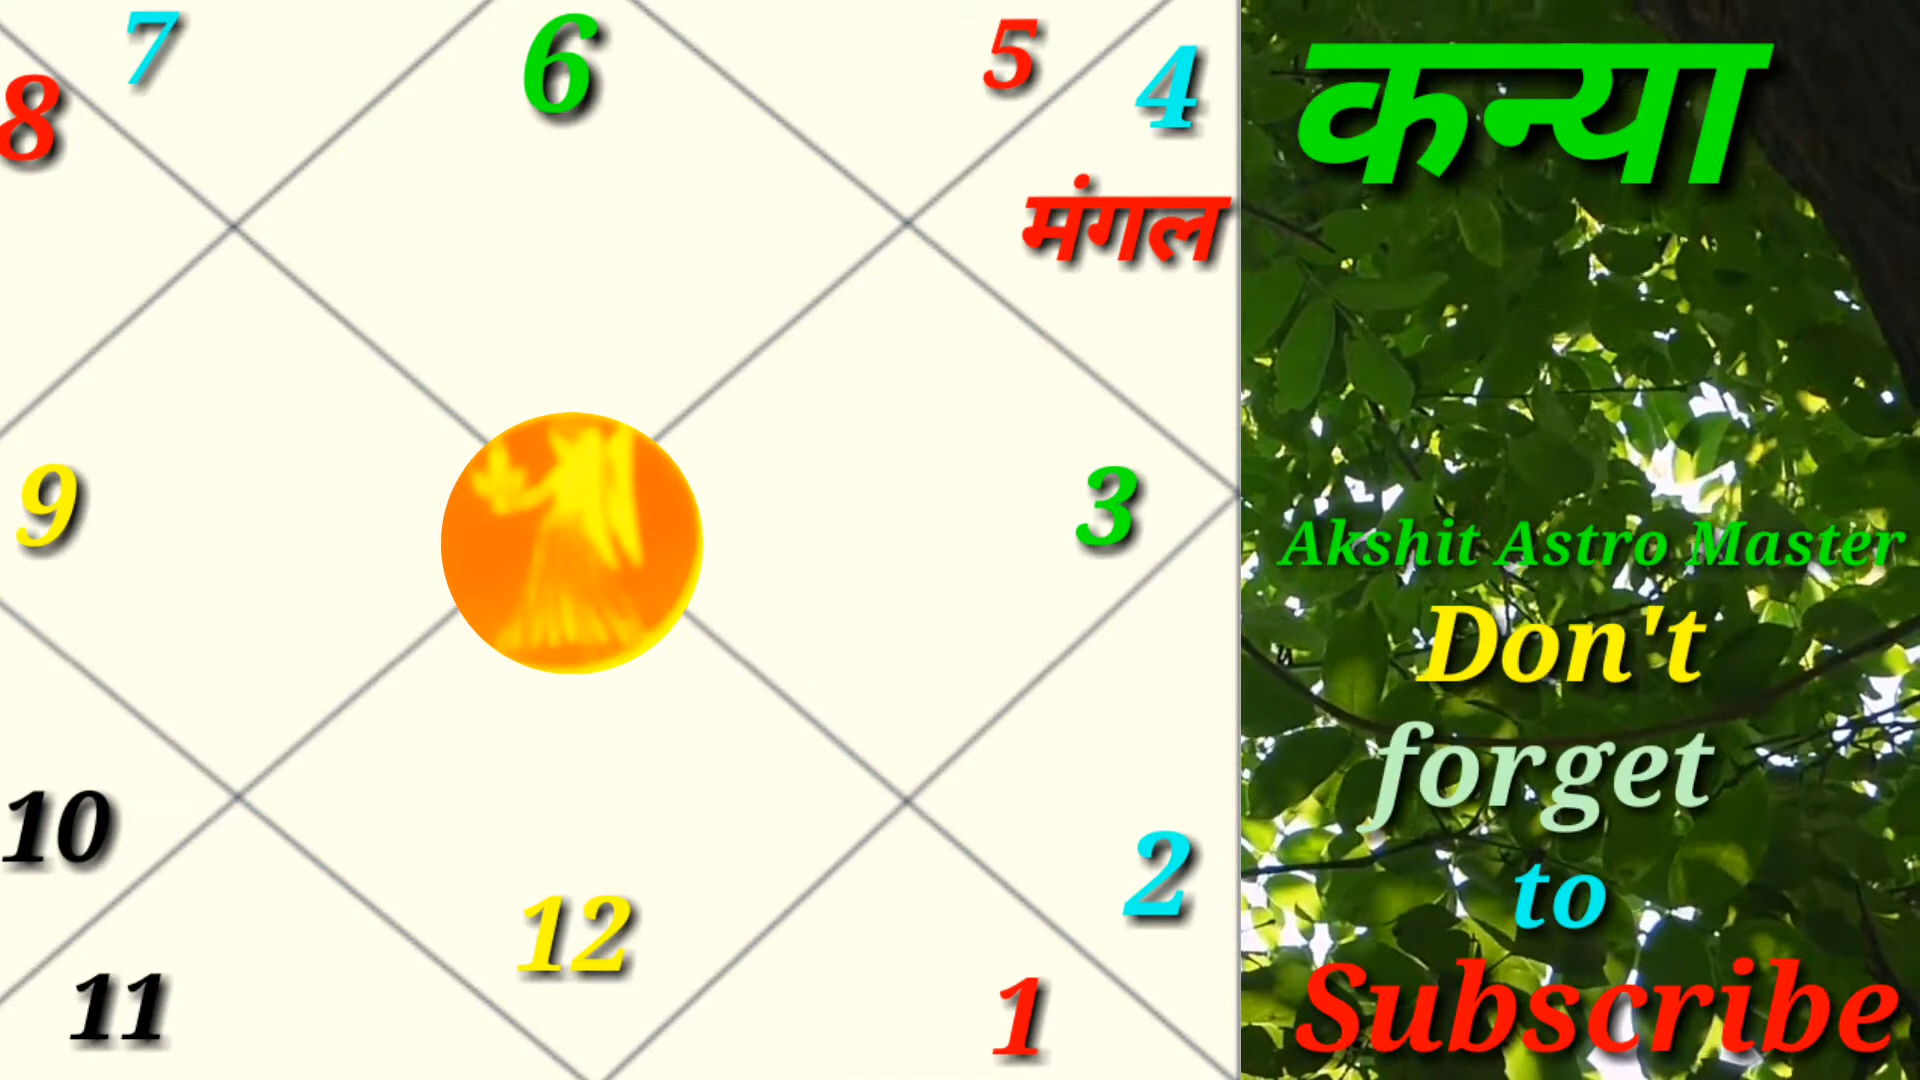 7
6
5
4
8
मंगल
9
3
10
2
12
11
1
कन्या
Akshit Astro Master
Don't
forget
to
Subscribe